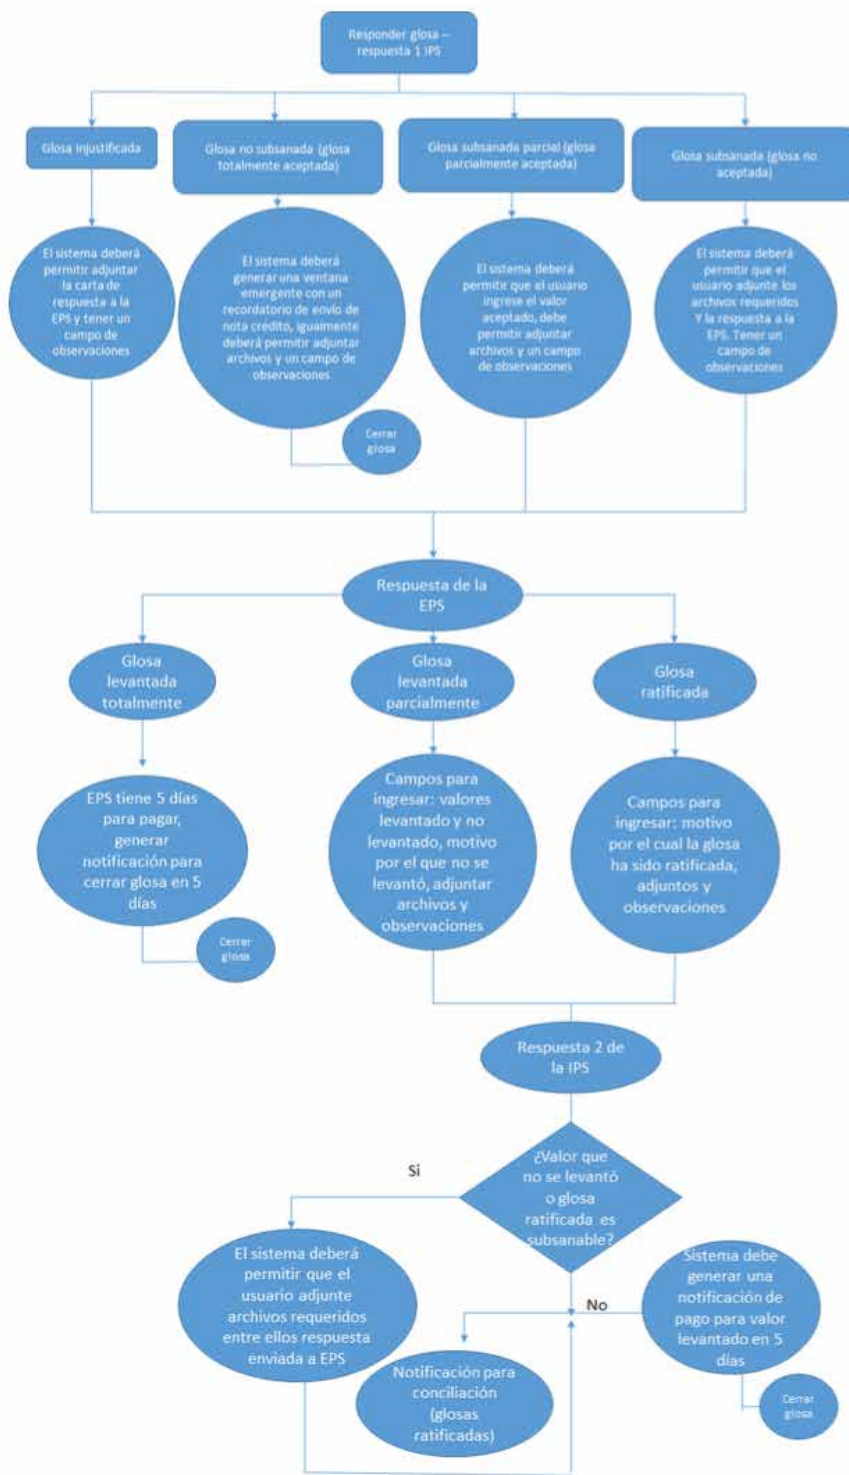 Responder glosa –
respuesta 1 IPS
Glosa Injustificada
Glosa no subsanada (glosa
totalmente aceptada)
Glosa subsanada parcial (glosa
parcialmente aceptada)
Glosa subsanada (glosa no
aceptada)
El sistema deberá
permitir adjuntar
la carta de
respuesta a la
EPS y tener un
campo de
observaciones
El sistema deberá
generar una ventana
emergente con un
recordatorio de envío de
nota crédito, igualmente
deberá permitir adjuntar
archivos y un campo de
observaciones
El sistema deberá
permitir que el usuario
ingrese el valor
aceptado, debe
permitir adjuntar
archivos y un campo
de observaciones
El sistema deberá
permitir que el
usuario adjunte los
archivos requeridos
Y la respuesta a la
EPS. Tener un
campo de
observaciones
Cerrar
glosa
Respuesta de la
EPS
Glosa
levantada
totalmente
Glosa
levantada
parcialmente
Glosa
ratificada
EPS tiene 5 días
para pagar,
generar
notificación para
cerrar glosa en 5
días
Campos para
ingresar: valores
levantado y no
levantado, motivo
por el que no se
levantó, adjuntar
archivos y
observaciones
Campos para
ingresar: motivo
por el cual la glosa
ha sido ratificada,
adjuntos y
observaciones
Cerrar
glosa
Respuesta 2 de
la IPS
¿Valor que
no se levantó
o glosa
ratificada es
subsanable?
Si
No
El sistema deberá
permitir que el
usuario adjunte
archivos requeridos
entre ellos respuesta
enviada a EPS
Sistema debe
generar una
notificación de
pago para valor
levantado en 5
días
Notificación para
conciliación
(glosas
ratificadas)
Cerrar
glosa